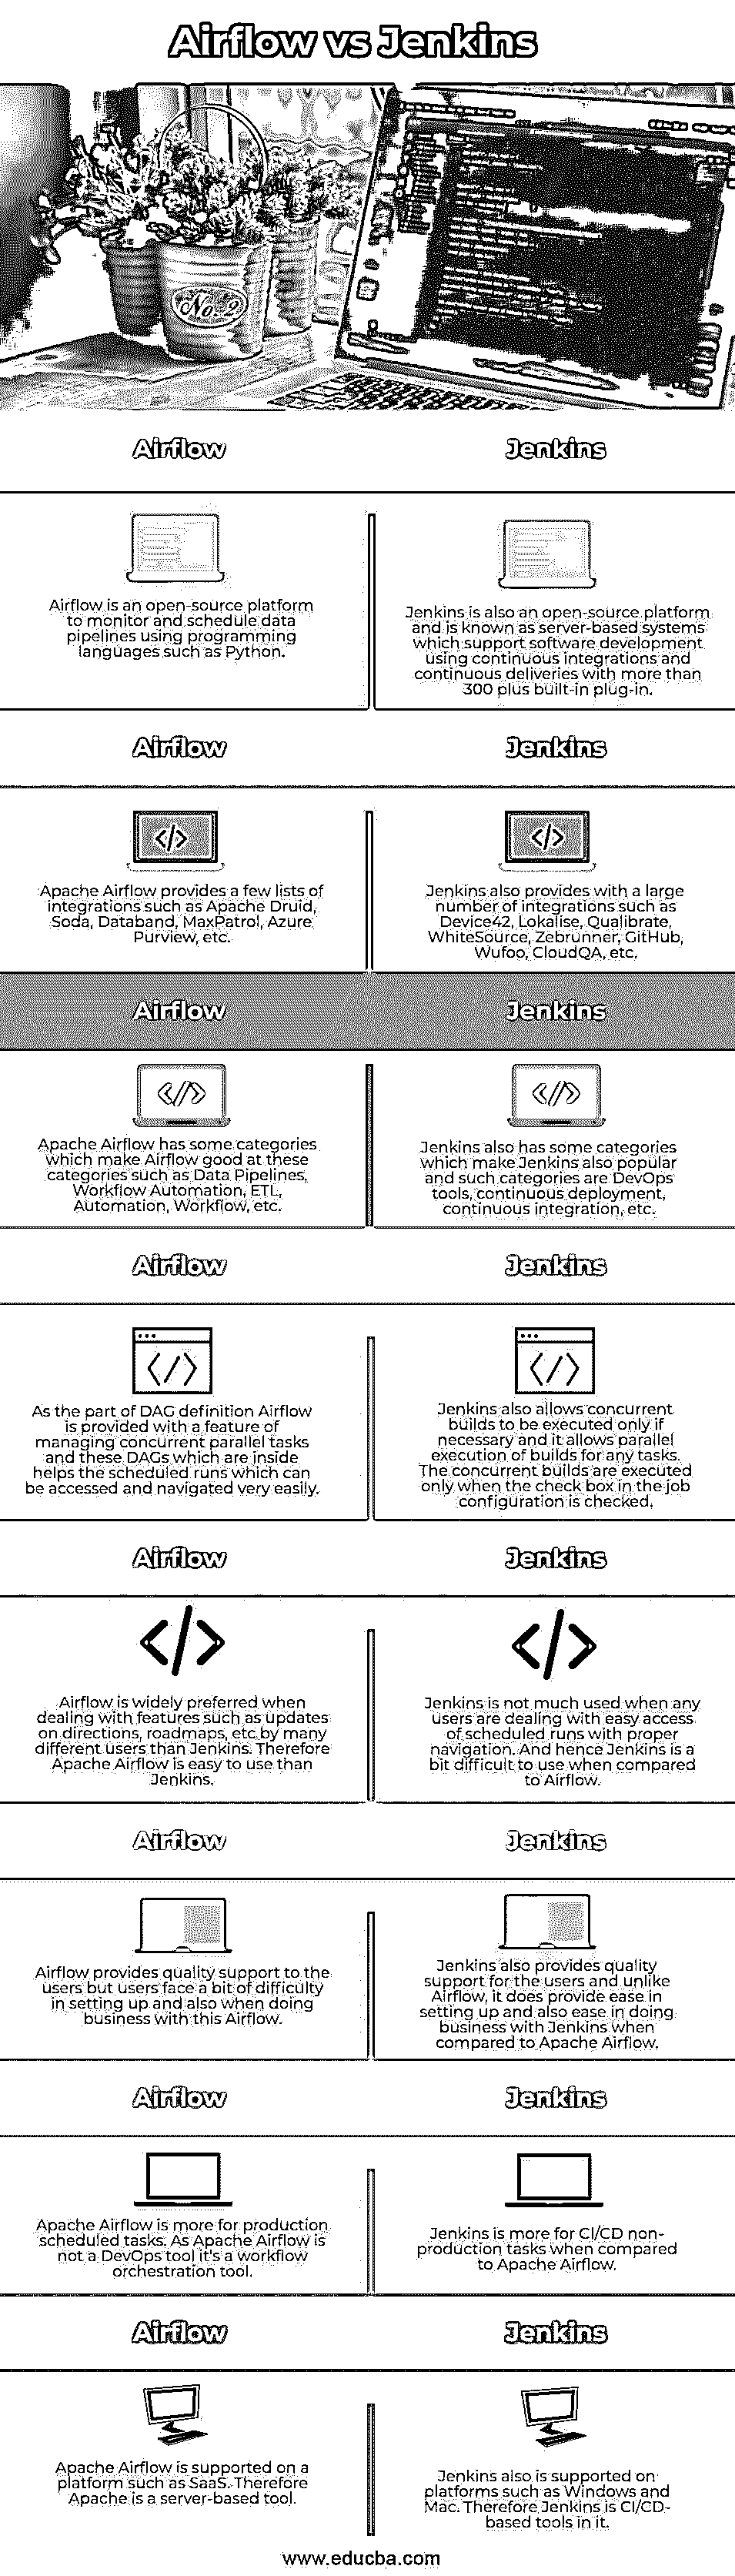 Airflow vs Jenkins
No. 2
Airflow
Jenkins
Airflow is an open-source platform
to monitor and schedule data
pipelines using programming
languages such as Python.
Jenkins is also an open-source platform
and is known as server-based systems
which support software development
using continuous integrations and
continuous deliveries with more than
300 plus built-in plug-in.
Airflow
Jenkins
Apache Airflow provides a few lists of
integrations such as Apache Druid,
Soda, Databand, MaxPatrol, Azure
Purview, etc.
Jenkins also provides with a large
number of integrations such as
Device42, Lokalise, Qualibrate,
WhiteSource, Zebrunner, GitHub,
Wufoo, CloudQA, etc.
Airflow
Jenkins
Apache Airflow has some categories
which make Airflow good at these
categories such as Data Pipelines,
Workflow Automation, ETL,
Automation, Workflow, etc.
Jenkins also has some categories
which make Jenkins also popular
and such categories are DevOps
tools, continuous deployment,
continuous integration, etc.
Airflow
Jenkins
As the part of DAG definition Airflow
is provided with a feature of
managing concurrent parallel tasks
and these DAGs which are inside
helps the scheduled runs which can
be accessed and navigated very easily.
Jenkins also allows concurrent
builds to be executed only if
necessary and it allows parallel
execution of builds for any tasks.
The concurrent builds are executed
only when the check box in the job
configuration is checked.
Airflow
Jenkins
Airflow is widely preferred when
dealing with features such as updates
on directions, roadmaps, etc by many
different users than Jenkins. Therefore
Apache Airflow is easy to use than
Jenkins.
Jenkins is not much used when any
users are dealing with easy access
of scheduled runs with proper
navigation. And hence Jenkins is a
bit difficult to use when compared
to Airflow.
Airflow
Jenkins
Airflow provides quality support to the
users but users face a bit of difficulty
in setting up and also when doing
business with this Airflow.
Jenkins also provides quality
support for the users and unlike
Airflow, it does provide ease in
setting up and also ease in doing
business with Jenkins when
compared to Apache Airflow.
Airflow
Jenkins
Apache Airflow is more for production
scheduled tasks. As Apache Airflow is
not a DevOps tool it's a workflow
orchestration tool.
Jenkins is more for CI/CD non-
production tasks when compared
to Apache Airflow.
Airflow
Jenkins
Apache Airflow is supported on a
platform such as SaaS. Therefore
Apache is a server-based tool.
Jenkins also is supported on
platforms such as Windows and
Mac. Therefore Jenkins is CI/CD-
based tools in it.
www.educba.com